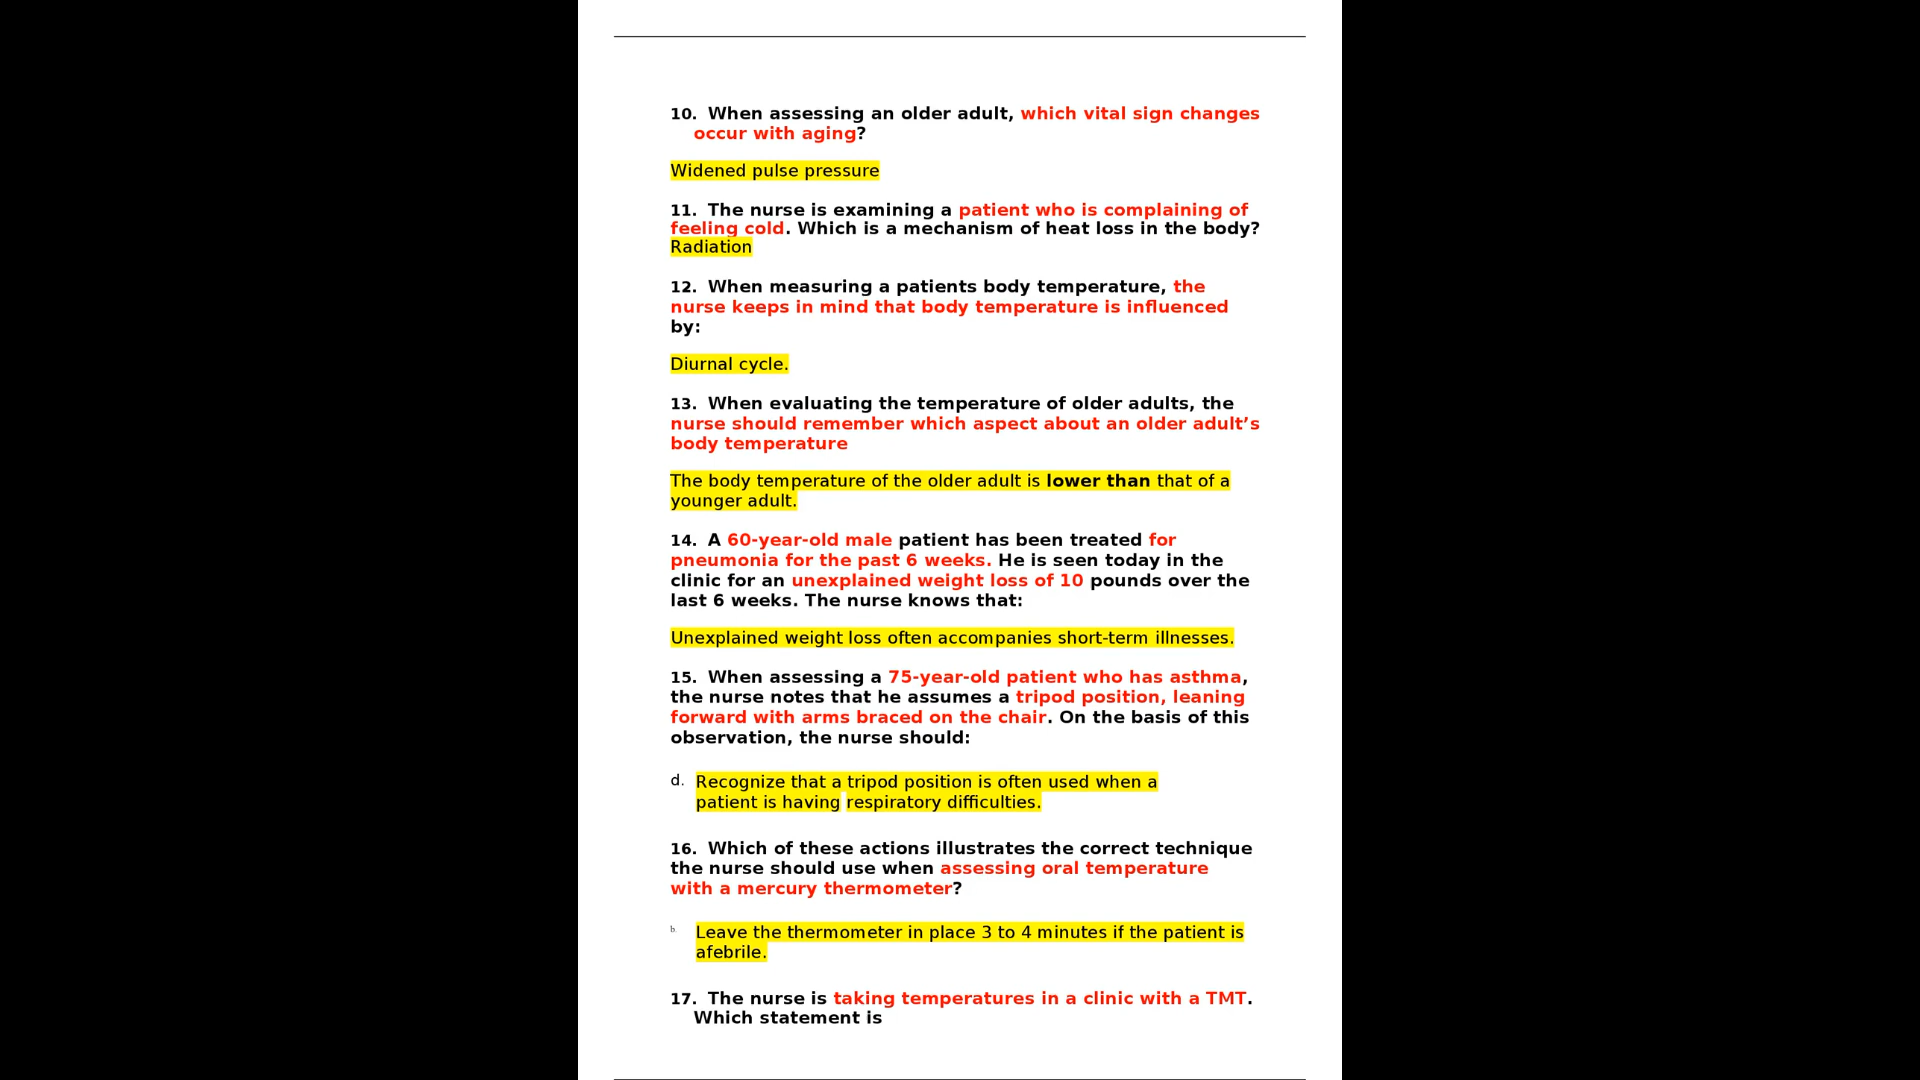 10. When assessing an older adult, which vital sign changes
occur with aging?
Widened pulse pressure
11. The nurse is examining a patient who is complaining of
feeling cold. Which is a mechanism of heat loss in the body?
Radiation
12. When measuring a patients body temperature, the
nurse keeps in mind that body temperature is influenced
by:
Diurnal cycle.
13. When evaluating the temperature of older adults, the
nurse should remember which aspect about an older adult’s
body temperature
The body temperature of the older adult is lower than that of a
younger adult.
14. A 60-year-old male patient has been treated for
pneumonia for the past 6 weeks. He is seen today in the
clinic for an unexplained weight loss of 10 pounds over the
last 6 weeks. The nurse knows that:
Unexplained weight loss often accompanies short-term illnesses.
15. When assessing a 75-year-old patient who has asthma,
the nurse notes that he assumes a tripod position, leaning
forward with arms braced on the chair. On the basis of this
observation, the nurse should:
d. Recognize that a tripod position is often used when a
patient is having respiratory difficulties.
16. Which of these actions illustrates the correct technique
the nurse should use when assessing oral temperature
with a mercury thermometer?
b. Leave the thermometer in place 3 to 4 minutes if the patient is
afebrile.
17. The nurse is taking temperatures in a clinic with a TMT.
Which statement is